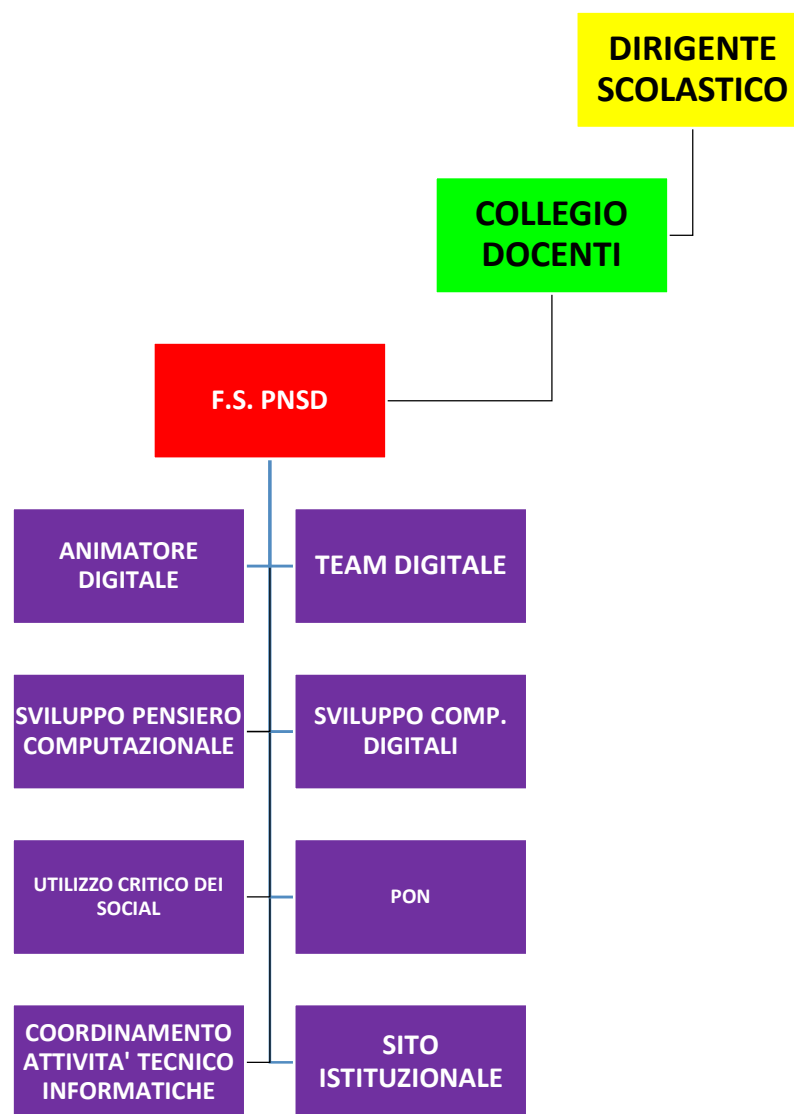 DIRIGENTE
SCOLASTICO
COLLEGIO
DOCENTI
F.S. PNSD
ANIMATORE
DIGITALE
TEAM DIGITALE
SVILUPPO PENSIERO
COMPUTAZIONALE
SVILUPPO COMP.
DIGITALI
UTILIZZO CRITICO DEI
SOCIAL
PON
COORDINAMENTO
ATTIVITA' TECNICO
INFORMATICHE
SITO
ISTITUZIONALE